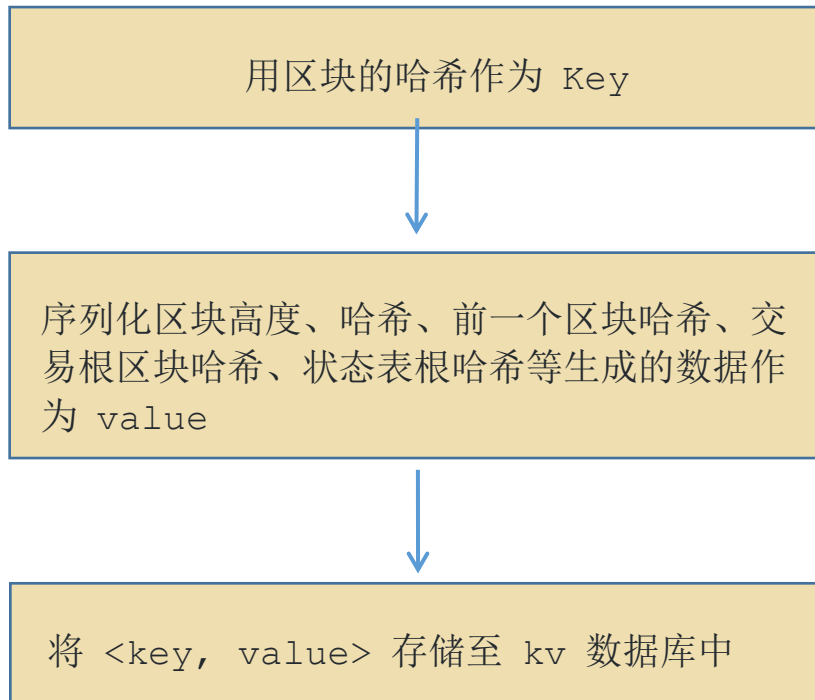 用区块的哈希作为 Key
序列化区块高度、哈希、前一个区块哈希、交
易根区块哈希、状态表根哈希等生成的数据作
为 value
将 <key, value> 存储至 kv 数据库中